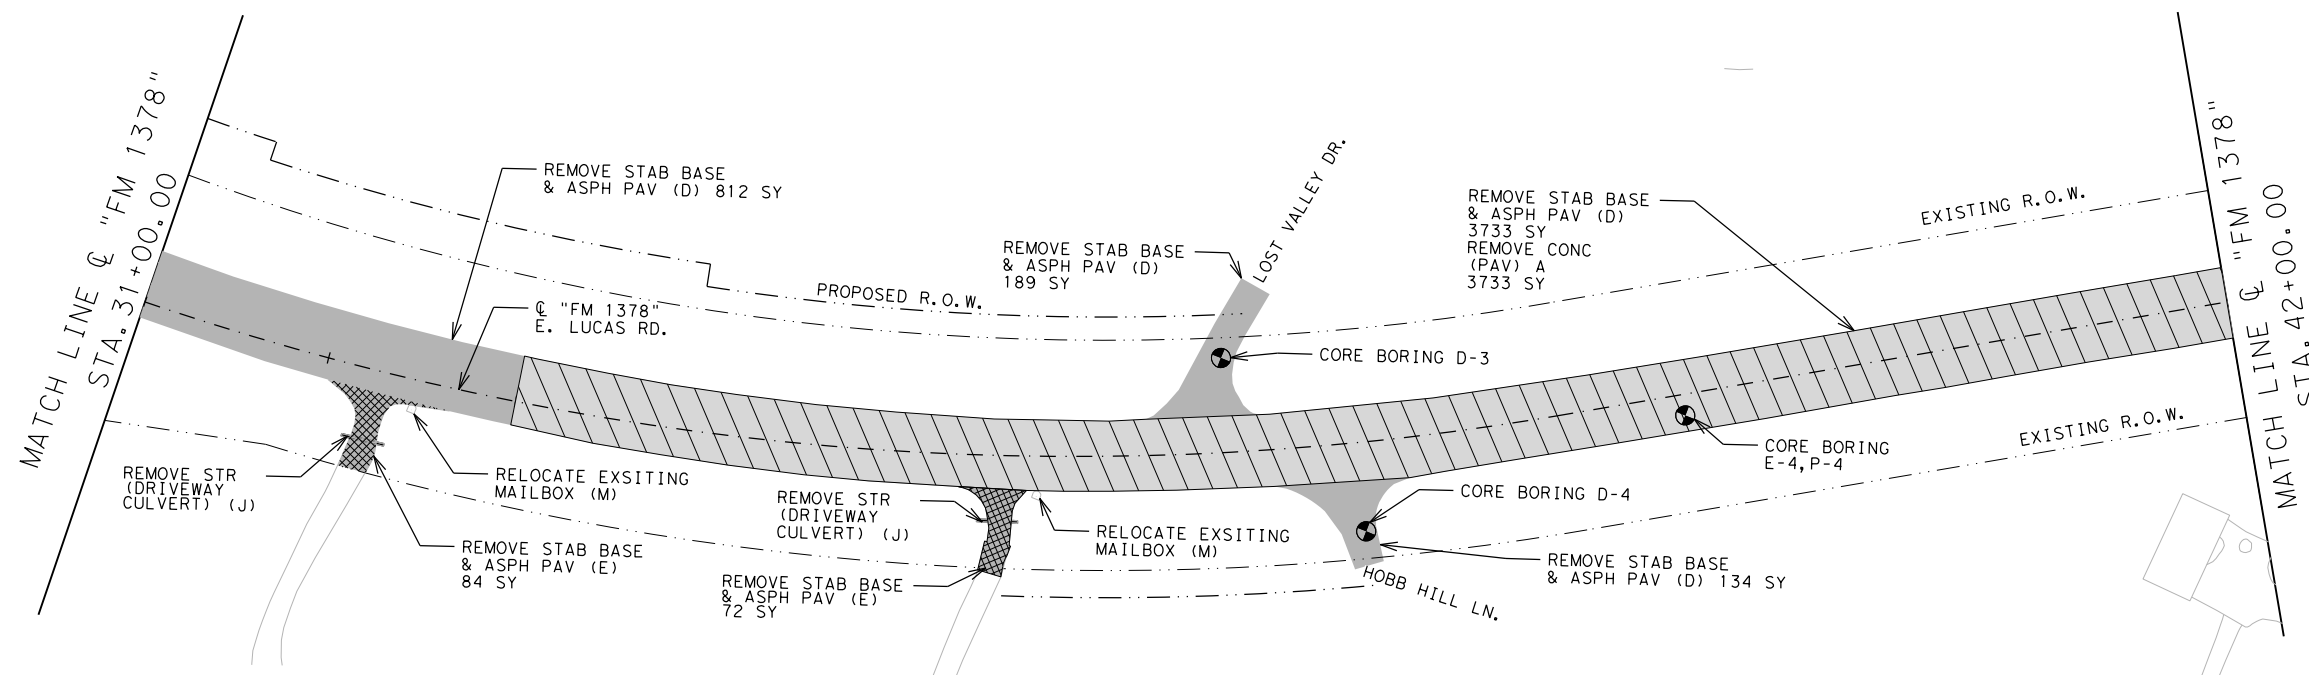 MATCH LINE ℄ "FM 1378"
STA. 31+00.00
REMOVE STAB BASE
& ASPH PAV (D) 812 SY
℄ "FM 1378"
E. LUCAS RD.
PROPOSED R.O.W.
REMOVE STAB BASE
& ASPH PAV (D)
189 SY
LOST VALLEY DR.
CORE BORING D-3
REMOVE STAB BASE
& ASPH PAV (D)
3733 SY
REMOVE CONC
(PAV) A
3733 SY
EXISTING R.O.W.
MATCH LINE ℄ "FM 1378"
STA. 42+00.00
REMOVE STR
(DRIVEWAY
CULVERT) (J)
RELOCATE EXSITING
MAILBOX (M)
REMOVE STAB BASE
& ASPH PAV (E)
84 SY
REMOVE STR
(DRIVEWAY
CULVERT) (J)
RELOCATE EXSITING
MAILBOX (M)
REMOVE STAB BASE
& ASPH PAV (E)
72 SY
CORE BORING D-4
CORE BORING
E-4,P-4
EXISTING R.O.W.
REMOVE STAB BASE
& ASPH PAV (D) 134 SY
HOBB HILL LN.